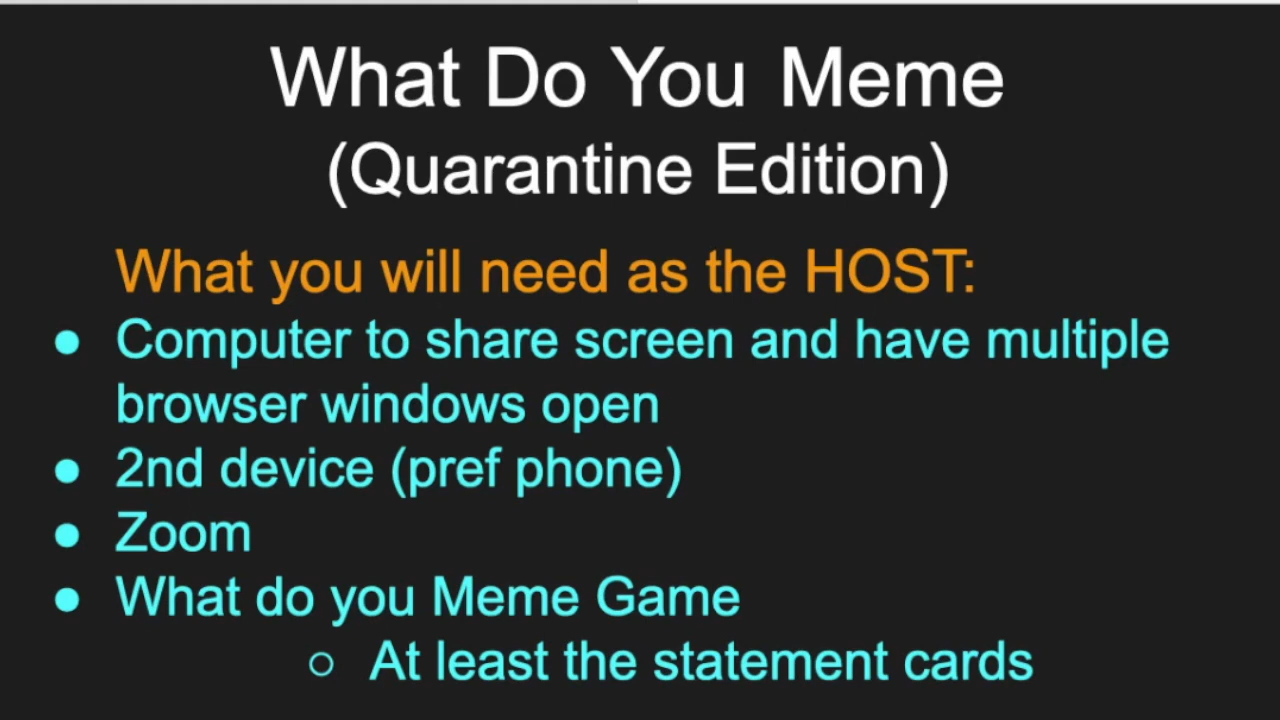 What Do You Meme
(Quarantine Edition)
What you will need as the HOST:
● Computer to share screen and have multiple
browser windows open
● 2nd device (pref phone)
● Zoom
● What do you Meme Game
○ At least the statement cards